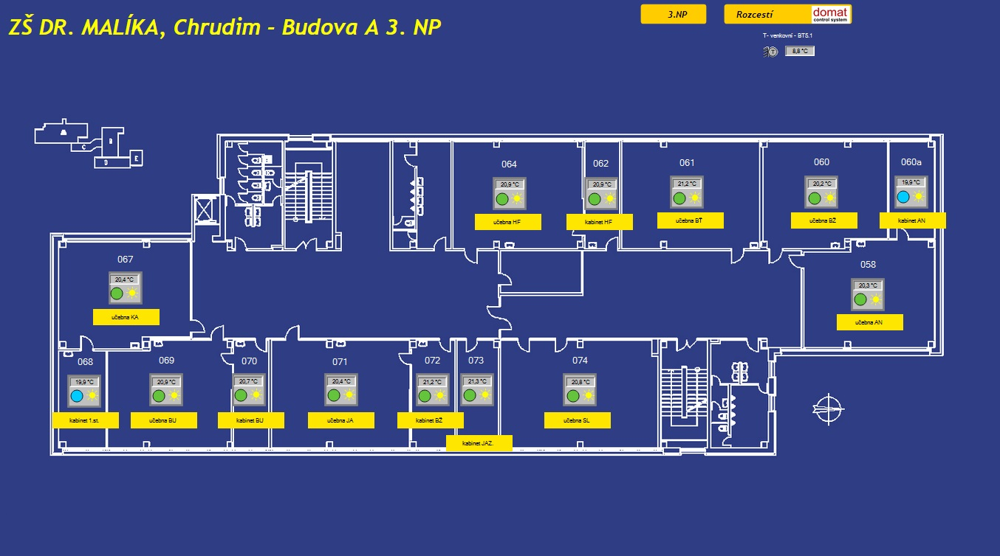 ZŠ DR. MALÍKA, Chrudim - Budova A 3. NP
3.NP
Rozcestí
domat
control system
T- venkovní - BT5.1
T
8,8 °C
A
B
C
D
E
064
20,9 °C
učebna HF
062
20,9 °C
kabinet HF
061
21,2 °C
učebna BŤ
060
20,2 °C
učebna BŽ
060a
19,9 °C
kabinet AN
067
20,4 °C
učebna KA
058
20,3 °C
učebna AN
068
19,9 °C
kabinet 1.st.
069
20,9 °C
učebna BU
070
20,7 °C
kabinet BU
071
20,4 °C
učebna JA
072
21,2 °C
kabinet BŽ
073
21,3 °C
kabinet JAZ.
074
20,8 °C
učebna SL